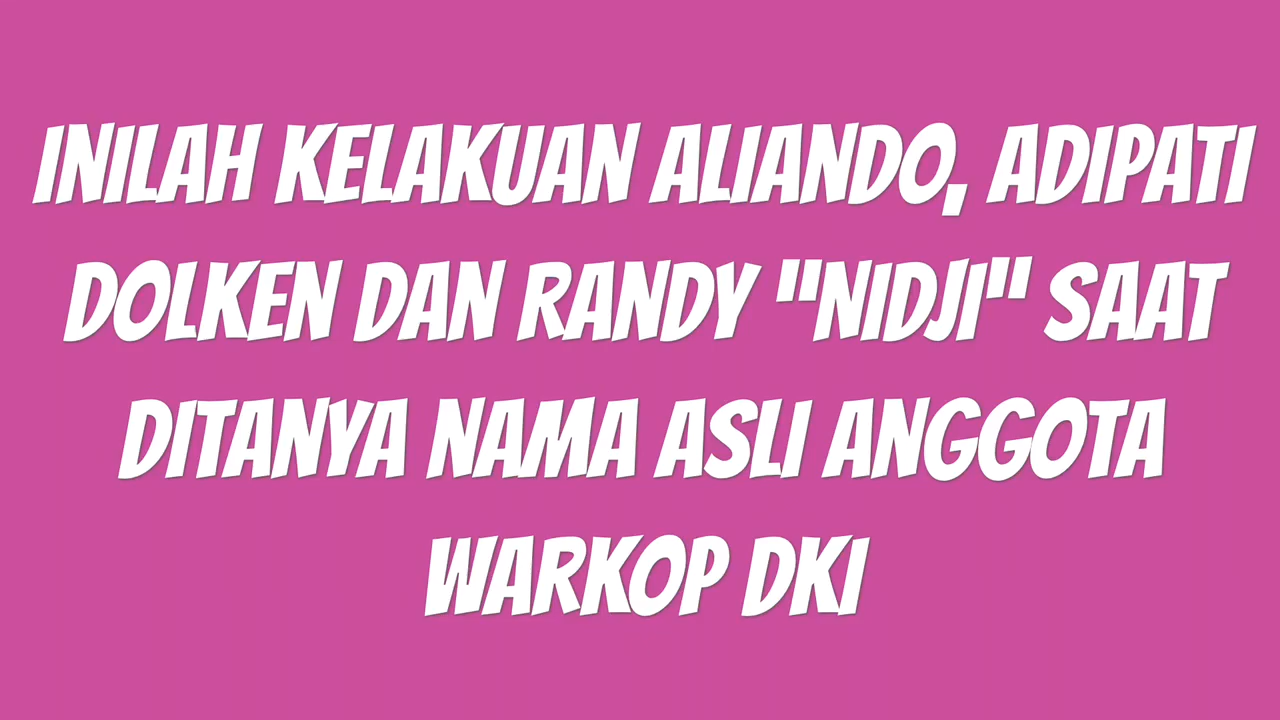 INILAH KELAKUAN ALIANDO, ADIPATI
DOLKEN DAN RANDY "NIDJI" SAAT
DITANYA NAMA ASLI ANGGOTA
WARKOP DKI